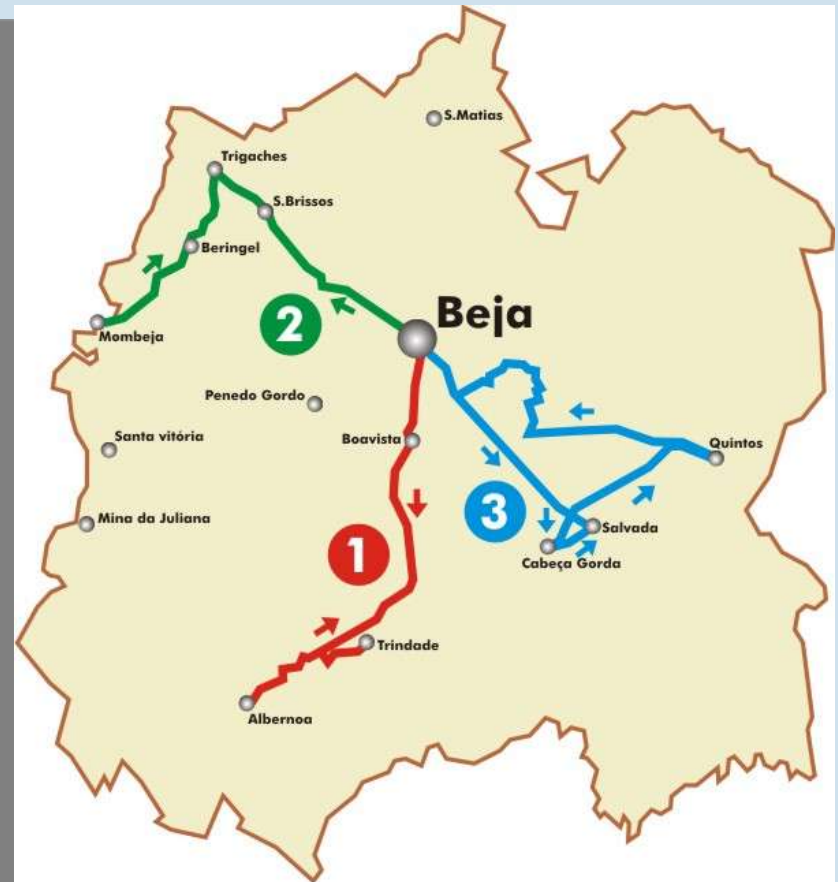 S.Matias
Trigaches
S.Brissos
Beringel
Beja
2
Mombeja
Penedo Gordo
Boavista
Santa vitória
Quintos
3
Mina da Juliana
Salvada
1
Cabeça Gorda
Trindade
Albernoa